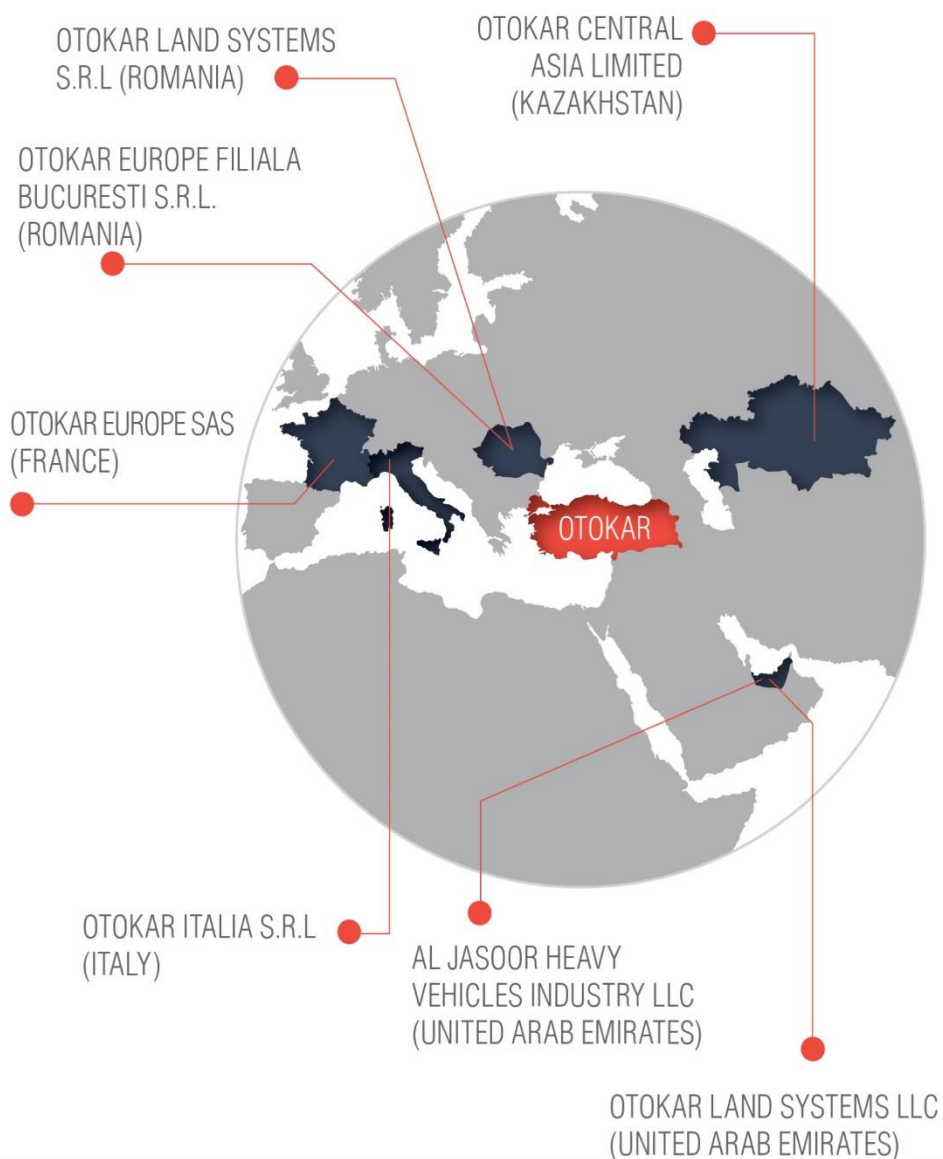 OTOKAR LAND SYSTEMS
S.R.L (ROMANIA)
OTOKAR CENTRAL
ASIA LIMITED
(KAZAKHSTAN)
OTOKAR EUROPE FILIALA
BUCURESTI S.R.L.
(ROMANIA)
OTOKAR EUROPE SAS
(FRANCE)
OTOKAR
OTOKAR ITALIA S.R.L
(ITALY)
AL JASOOR HEAVY
VEHICLES INDUSTRY LLC
(UNITED ARAB EMIRATES)
OTOKAR LAND SYSTEMS LLC
(UNITED ARAB EMIRATES)